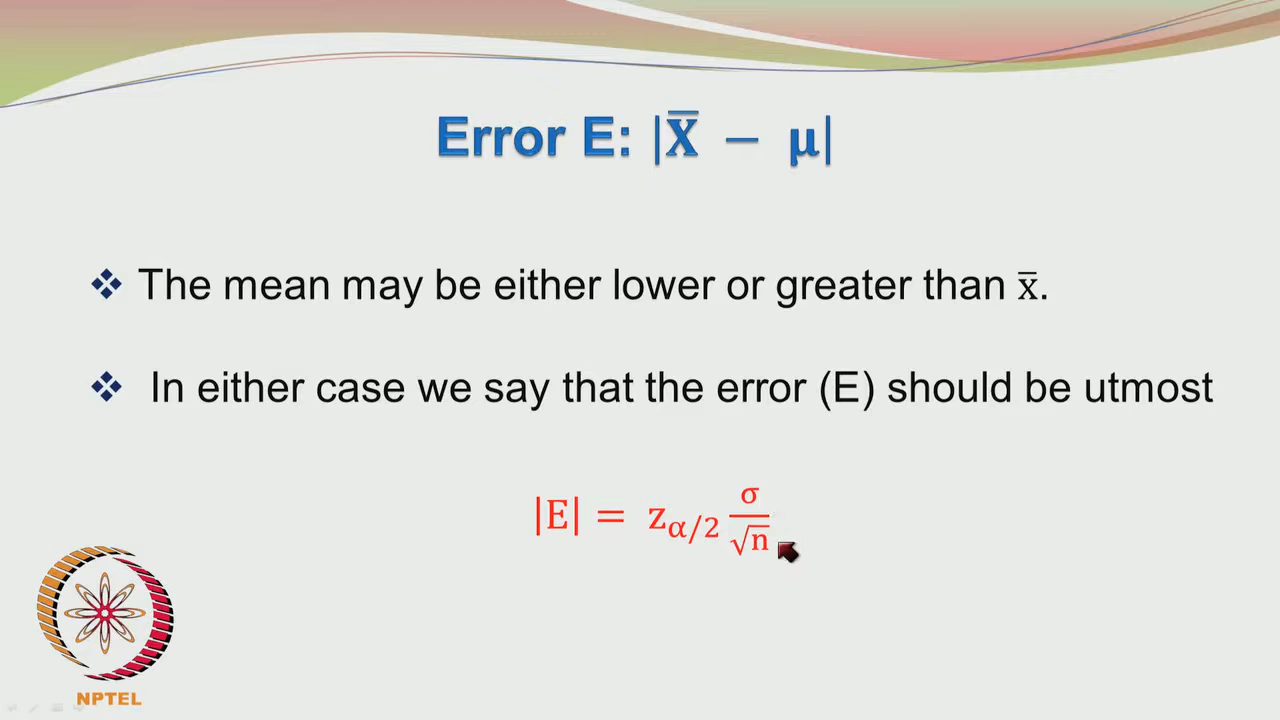 Error E: |X̅ − μ|
The mean may be either lower or greater than x̅.
In either case we say that the error (E) should be utmost
|E| = z_{α/2} σ/√n
NPTEL